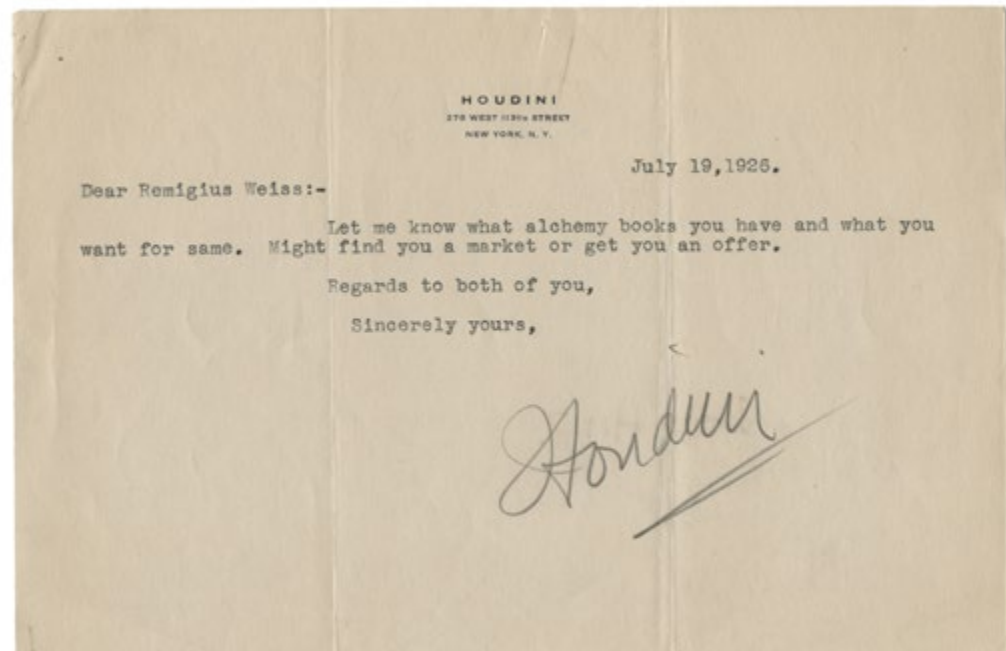 HOUDINI
278 WEST 113th STREET
NEW YORK, N. Y.
July 19,1926.
Dear Remigius Weiss:-
Let me know what alchemy books you have and what you
want for same. Might find you a market or get you an offer.
Regards to both of you,
Sincerely yours,
Houdini